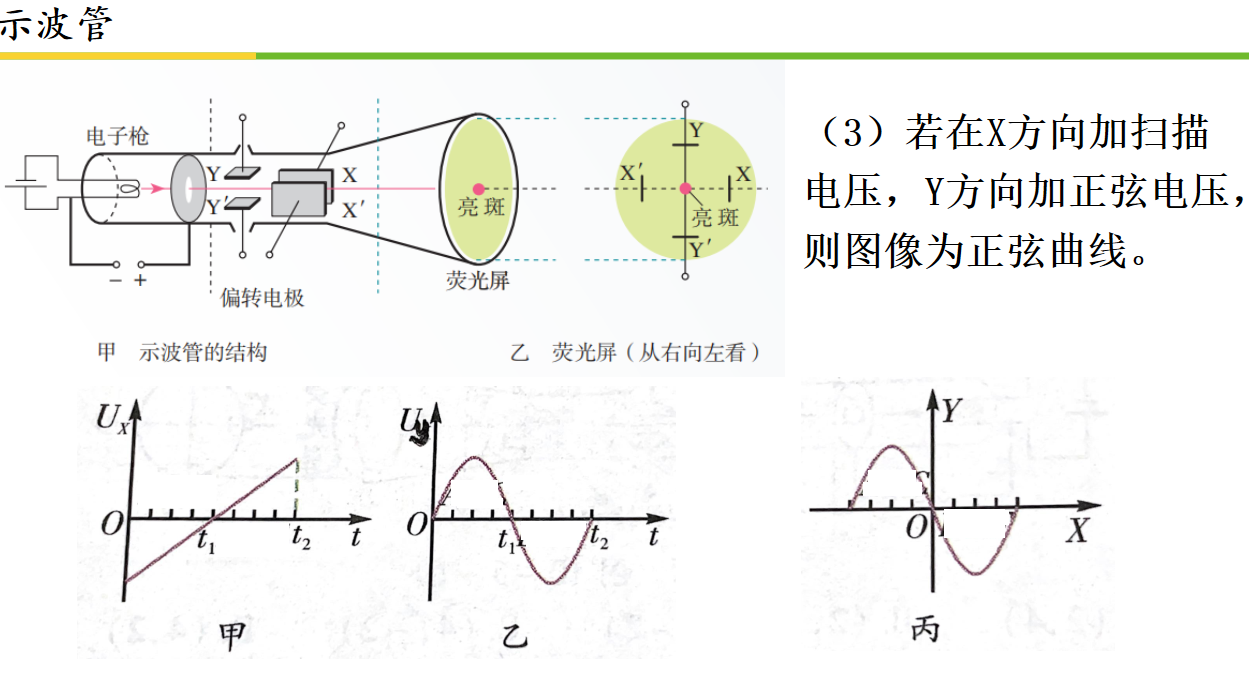 示波管
（3）若在X方向加扫描
电压，Y方向加正弦电压，
则图像为正弦曲线。
电子枪
Y
Y′
X
X′
亮斑
荧光屏
偏转电极
− +
Y
X′
X
亮斑
Y′
甲 示波管的结构
乙 荧光屏（从右向左看）
Ux
O
t1
t2
t
甲
Uy
O
t1
t2
t
乙
Y
O
X
丙